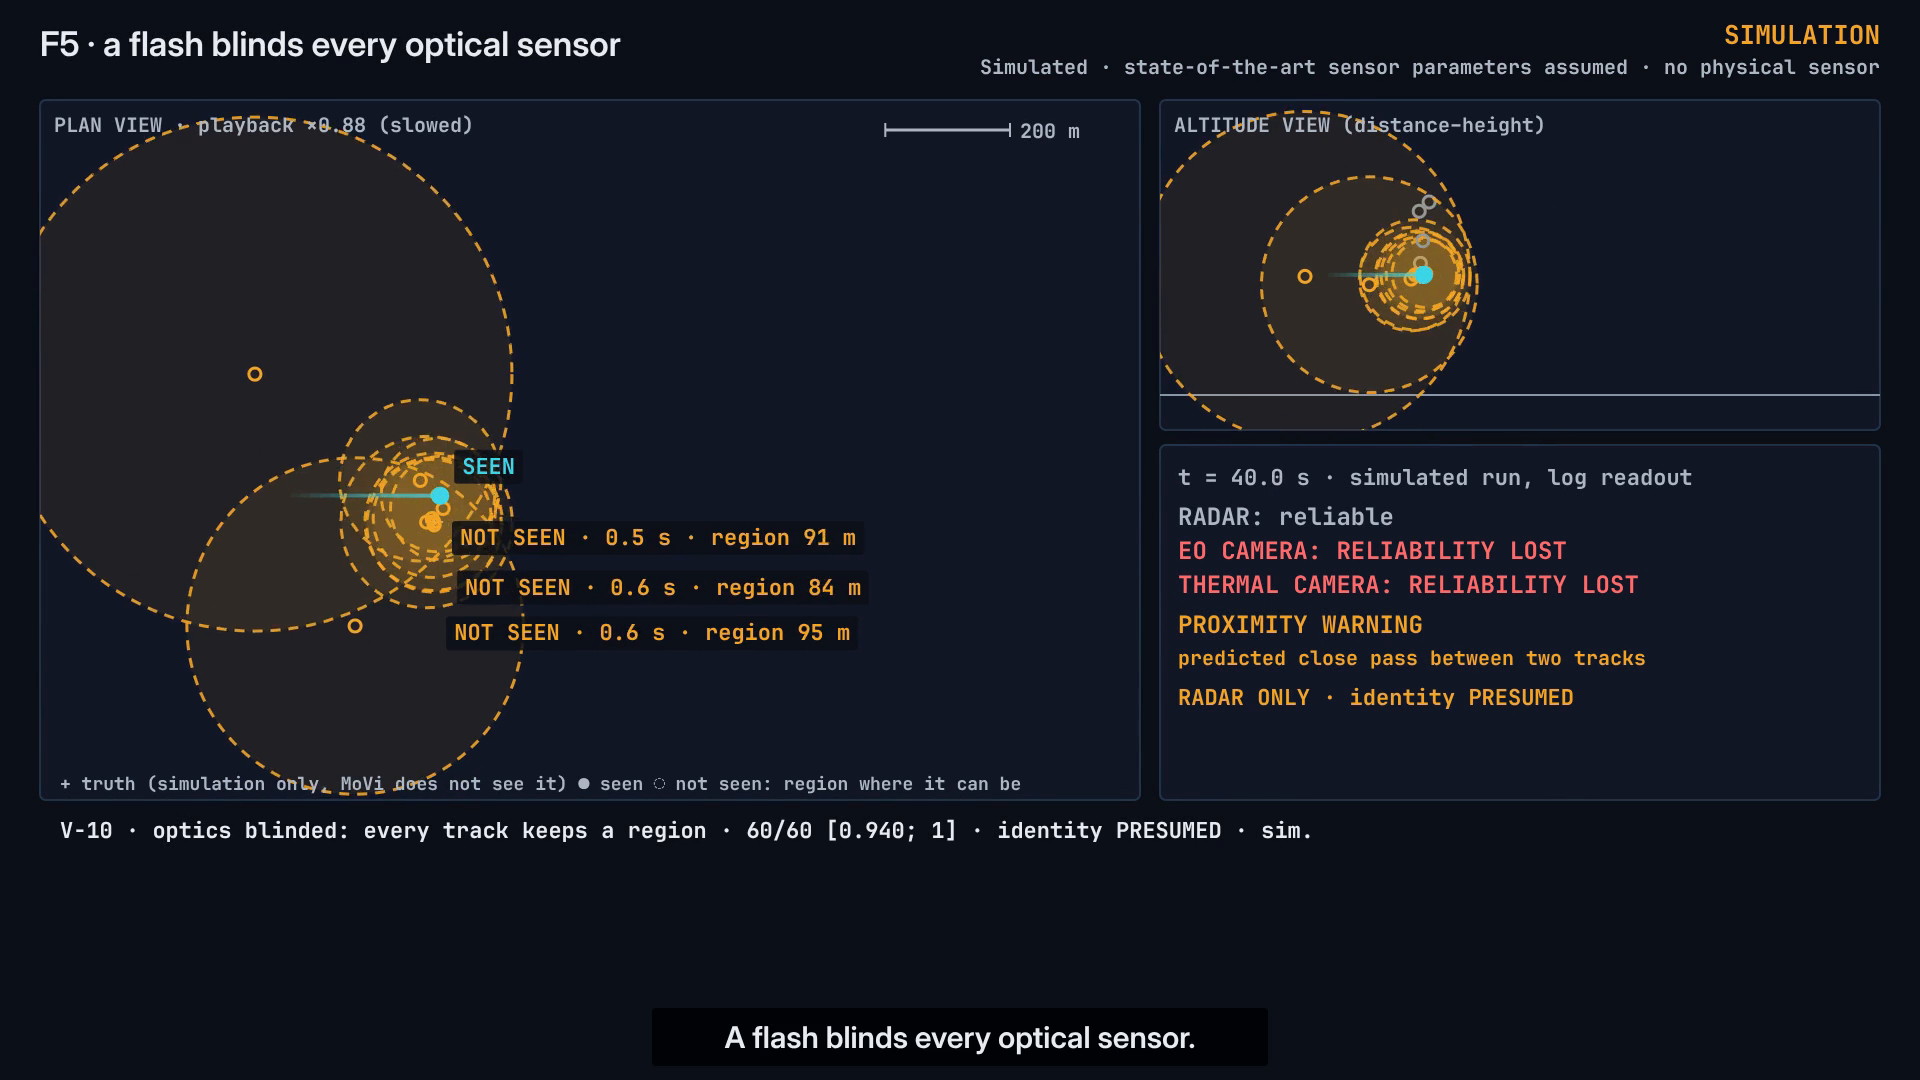 F5 · a flash blinds every optical sensor
SIMULATION
Simulated · state-of-the-art sensor parameters assumed · no physical sensor
PLAN VIEW · playback ×0.88 (slowed)
200 m
SEEN
NOT SEEN · 0.5 s · region 91 m
NOT SEEN · 0.6 s · region 84 m
NOT SEEN · 0.6 s · region 95 m
+ truth (simulation only, MoVi does not see it) ● seen ◌ not seen: region where it can be
ALTITUDE VIEW (distance-height)
t = 40.0 s · simulated run, log readout
RADAR: reliable
EO CAMERA: RELIABILITY LOST
THERMAL CAMERA: RELIABILITY LOST
PROXIMITY WARNING
predicted close pass between two tracks
RADAR ONLY · identity PRESUMED
V-10 · optics blinded: every track keeps a region · 60/60 [0.940; 1] · identity PRESUMED · sim.
A flash blinds every optical sensor.